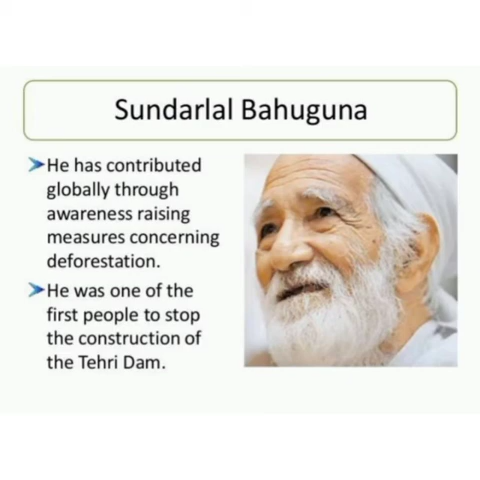 Sundarlal Bahuguna
He has contributed
globally through
awareness raising
measures concerning
deforestation.
He was one of the
first people to stop
the construction of
the Tehri Dam.